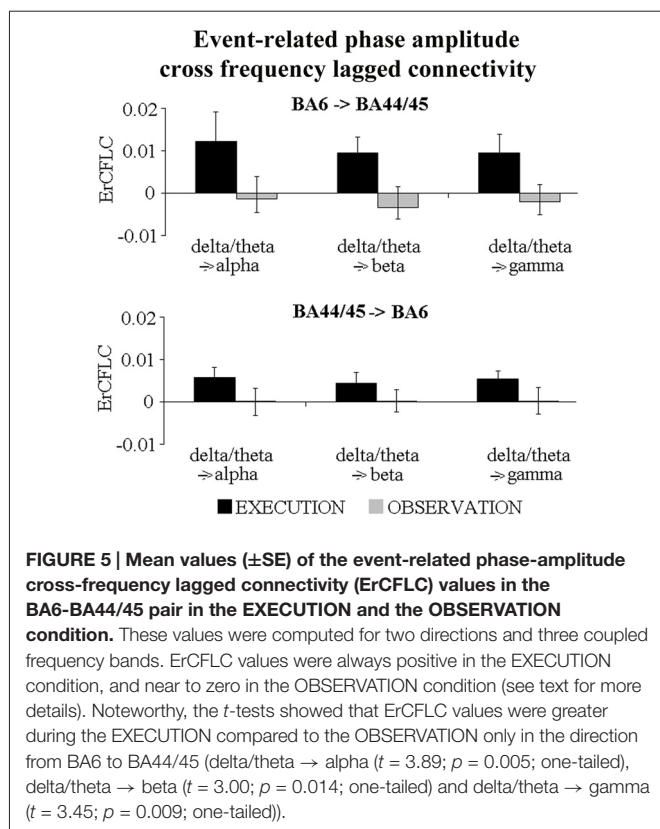 Event-related phase amplitude
cross frequency lagged connectivity
BA6 -> BA44/45
0.02
0.01
0
-0.01
ErCFLC
delta/theta delta/theta delta/theta
->alpha ->beta ->gamma
BA44/45 -> BA6
0.02
0.01
0
-0.01
ErCFLC
delta/theta delta/theta delta/theta
->alpha ->beta ->gamma
EXECUTION OBSERVATION
FIGURE 5 | Mean values (±SE) of the event-related phase-amplitude
cross-frequency lagged connectivity (ErCFLC) values in the
BA6-BA44/45 pair in the EXECUTION and the OBSERVATION
condition. These values were computed for two directions and three coupled
frequency bands. ErCFLC values were always positive in the EXECUTION
condition, and near to zero in the OBSERVATION condition (see text for more
details). Noteworthy, the t-tests showed that ErCFLC values were greater
during the EXECUTION compared to the OBSERVATION only in the direction
from BA6 to BA44/45 (delta/theta → alpha (t = 3.89; p = 0.005; one-tailed),
delta/theta → beta (t = 3.00; p = 0.014; one-tailed) and delta/theta → gamma
(t = 3.45; p = 0.009; one-tailed)).